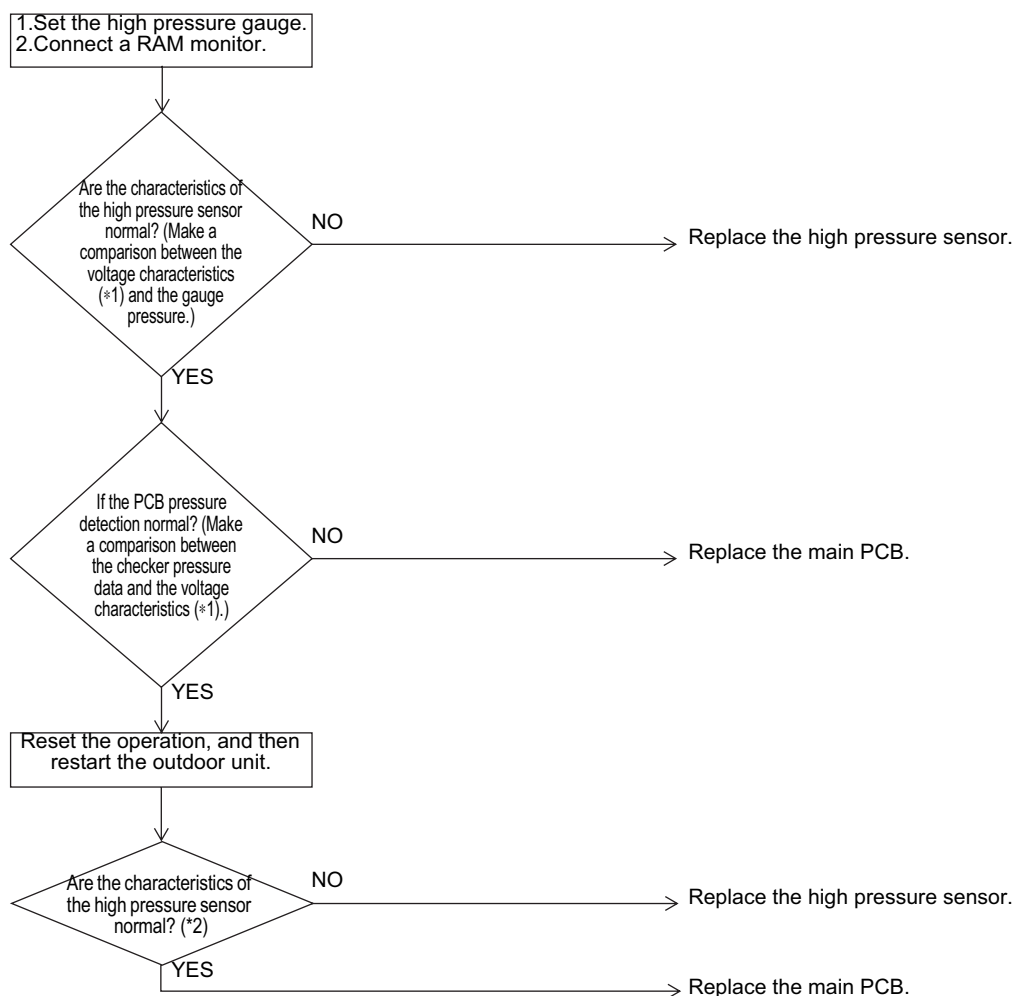 1.Set the high pressure gauge.
2.Connect a RAM monitor.
Are the characteristics of
the high pressure sensor
normal? (Make a
comparison between the
voltage characteristics
(*1) and the gauge
pressure.)
NO
Replace the high pressure sensor.
YES
If the PCB pressure
detection normal? (Make
a comparison between
the checker pressure
data and the voltage
characteristics (*1).)
NO
Replace the main PCB.
YES
Reset the operation, and then
restart the outdoor unit.
Are the characteristics of
the high pressure sensor
normal? (*2)
NO
Replace the high pressure sensor.
YES
Replace the main PCB.